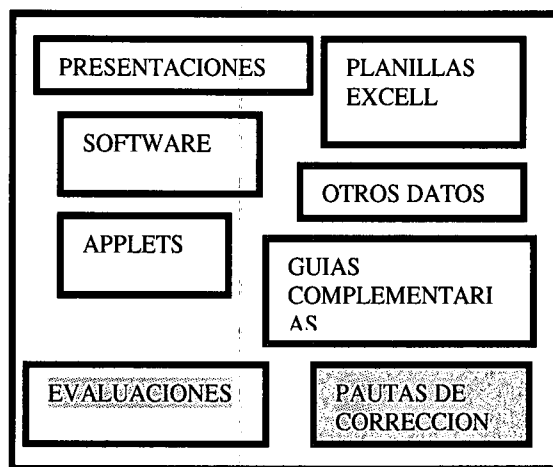 PRESENTACIONES
PLANILLAS
EXCELL
SOFTWARE
OTROS DATOS
APPLETS
GUIAS
COMPLEMENTARI
AS
EVALUACIONES
PAUTAS DE
CORRECCION